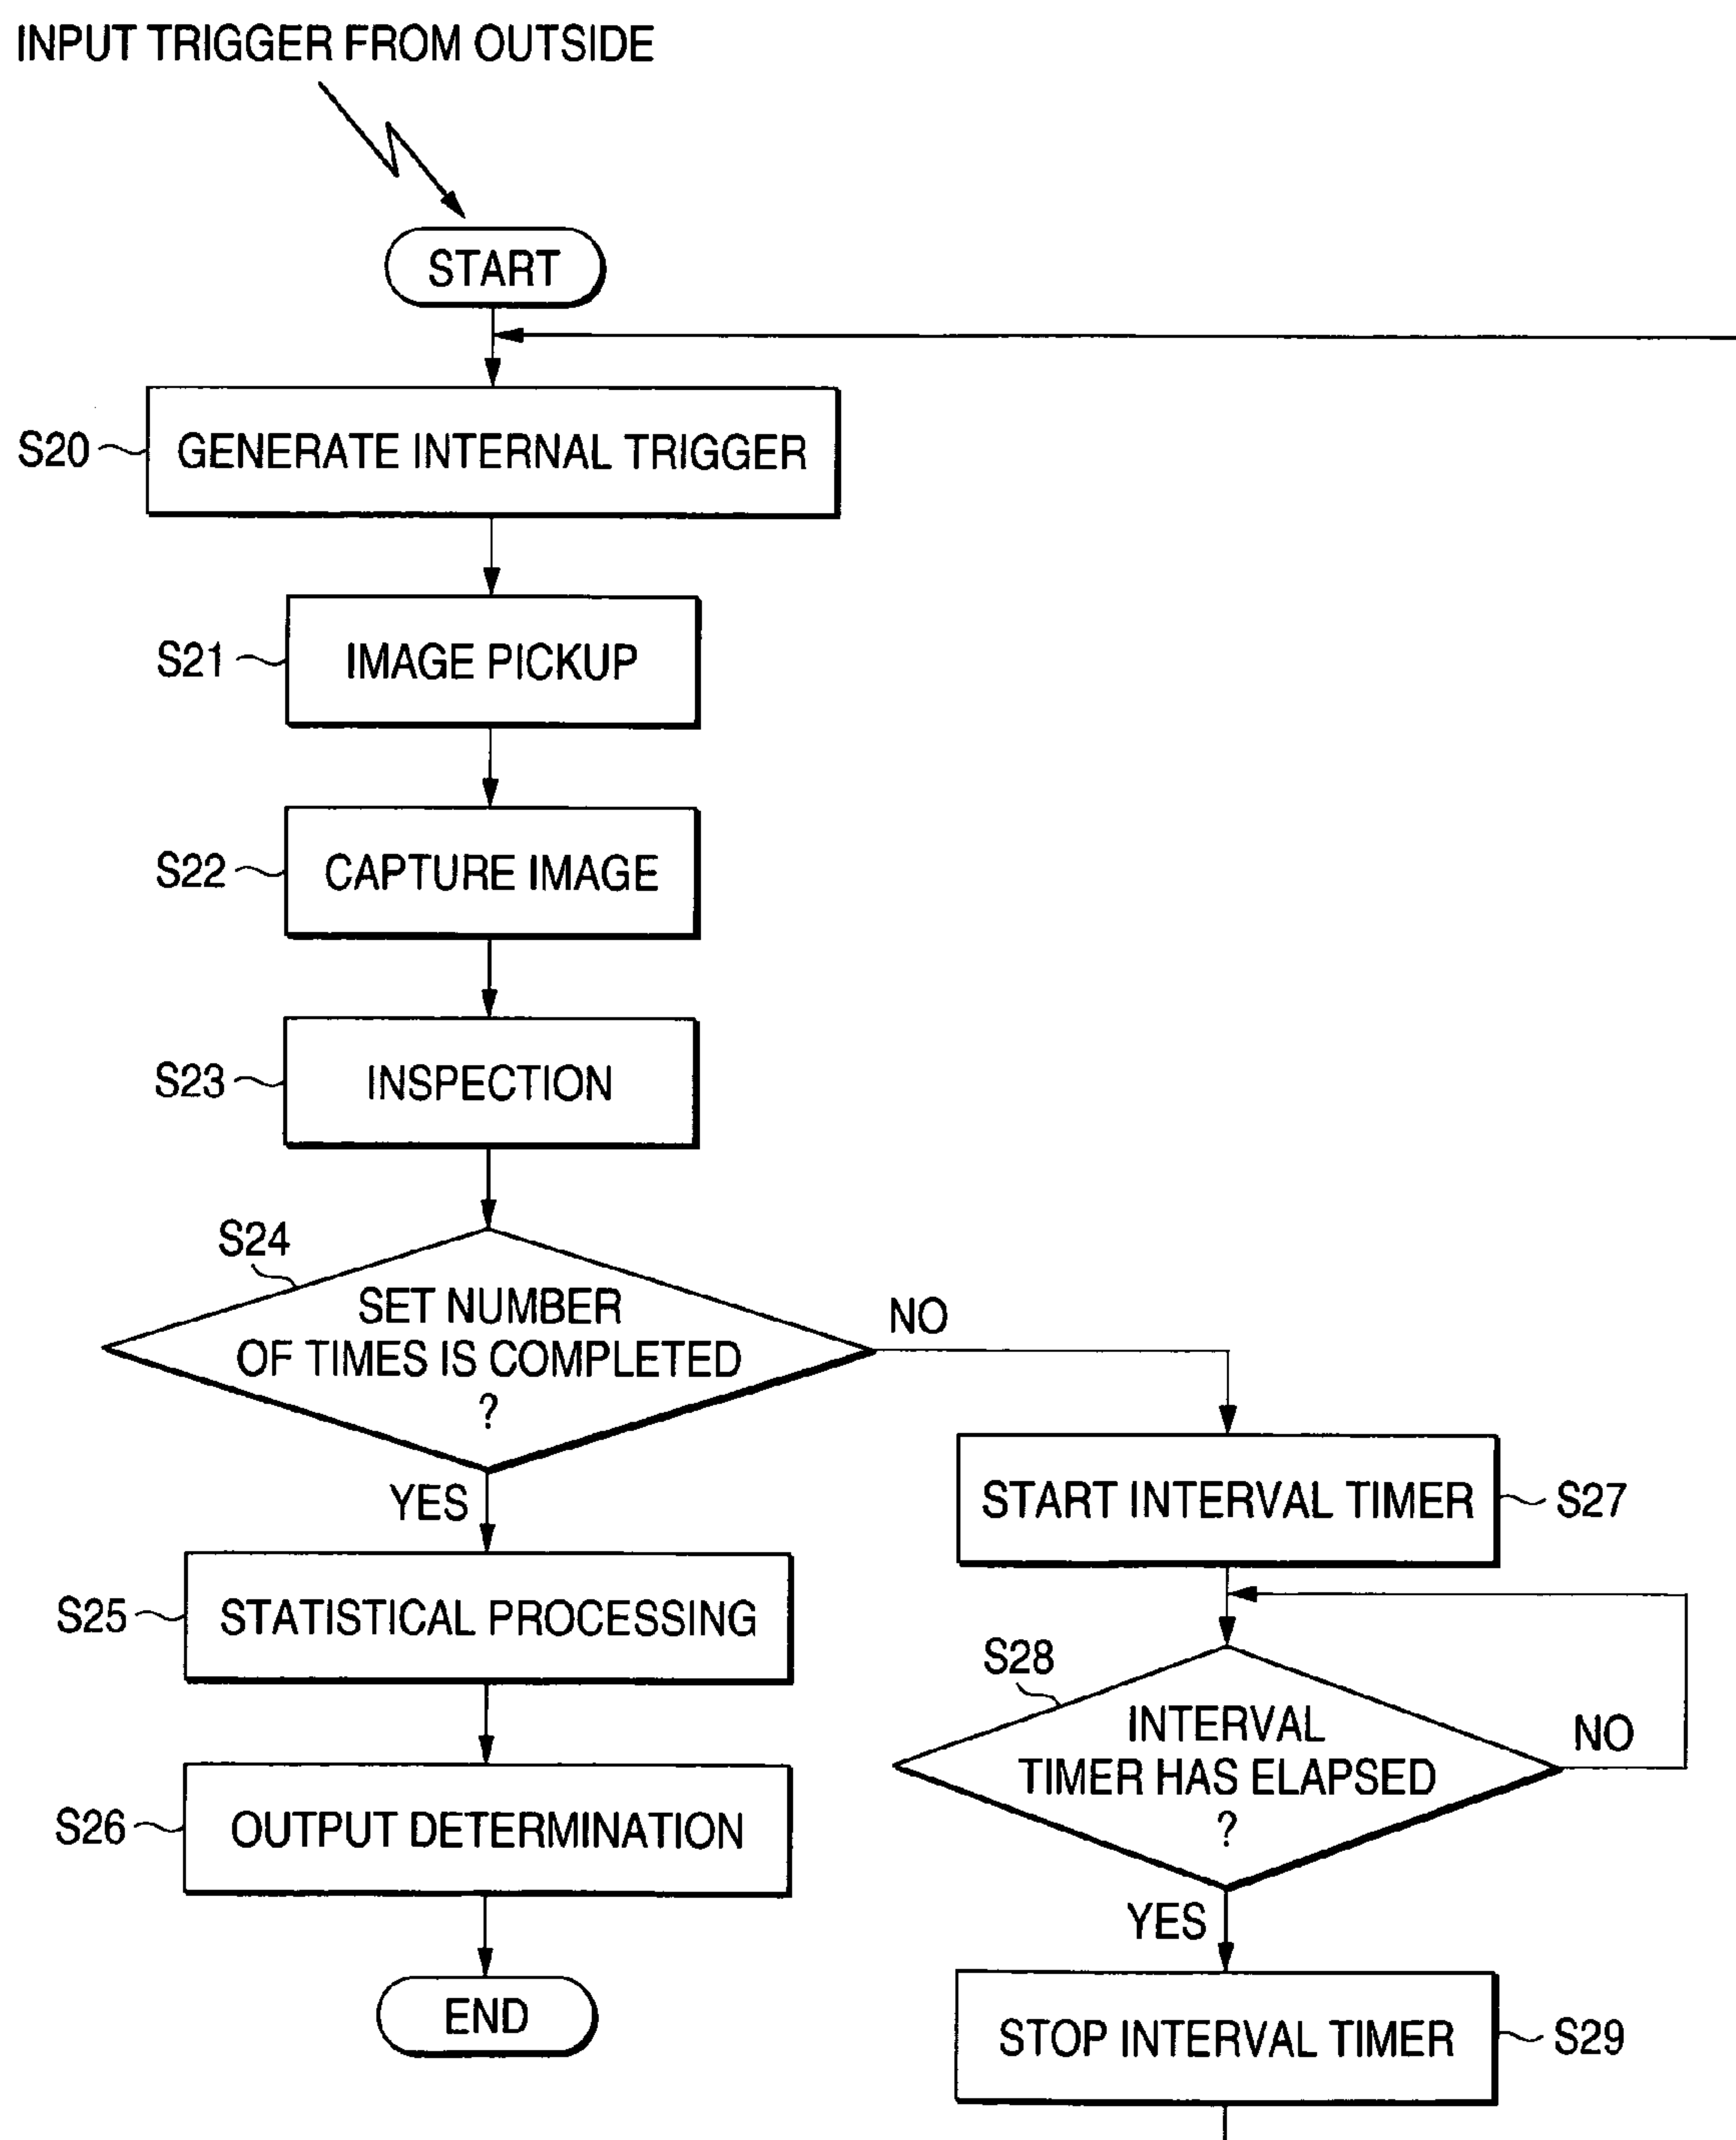 INPUT TRIGGER FROM OUTSIDE
START
S20
GENERATE INTERNAL TRIGGER
S21
IMAGE PICKUP
S22
CAPTURE IMAGE
S23
INSPECTION
S24
SET NUMBER
OF TIMES IS COMPLETED
?
NO
YES
S25
STATISTICAL PROCESSING
S26
OUTPUT DETERMINATION
END
START INTERVAL TIMER
S27
S28
INTERVAL
TIMER HAS ELAPSED
?
NO
YES
STOP INTERVAL TIMER
S29